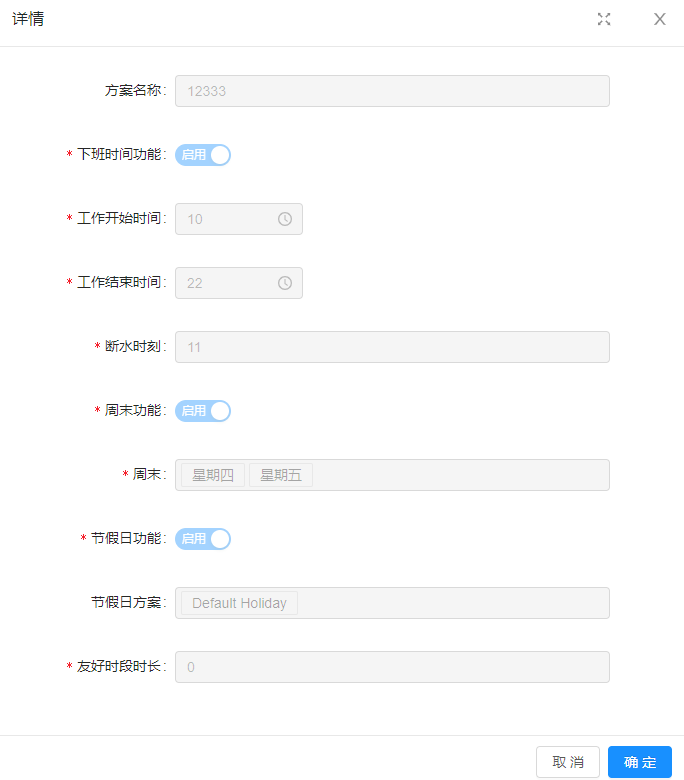 详情
方案名称: 12333
* 下班时间功能: 启用
* 工作开始时间: 10
* 工作结束时间: 22
* 断水时刻: 11
* 周末功能: 启用
* 周末: 星期四 星期五
* 节假日功能: 启用
节假日方案: Default Holiday
* 友好时段时长: 0
取 消 确 定